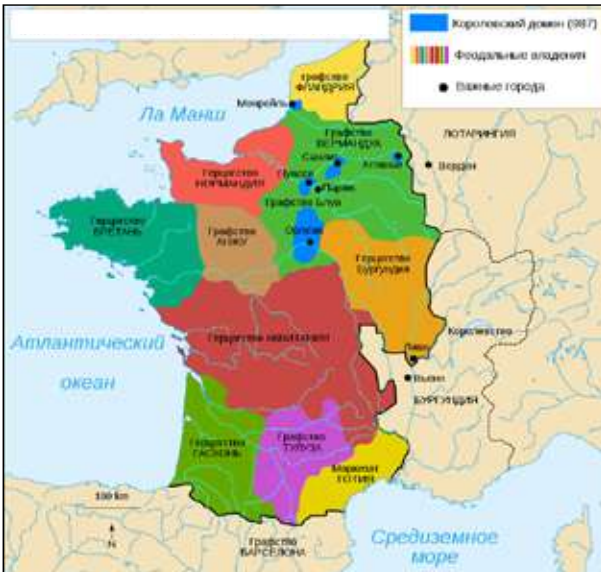 Королевский домен (987)
Феодальные владения
Важные города
Графство
ФЛАНДРИЯ
Монрёйль
Ла Манш
Графство
ВЕРМАНДУА
ЛОТАРИНГИЯ
Санлис
Аттиньи
Верден
Герцогство
НОРМАНДИЯ
Пуасси
Париж
Графство Блуа
Герцогство
БРЕТАНЬ
Графство
АНЖУ
Орлеан
Герцогство
Бургундия
Атлантический
океан
Герцогство АКВИТАНИЯ
Королевство
Лион
Вьенн
БУРГУНДИЯ
Герцогство
ГАСКОНЬ
Графство
ТУЛУЗА
Маркизат
ГОТИЯ
100 km
N
Графство
БАРСЕЛОНА
Средиземное
море